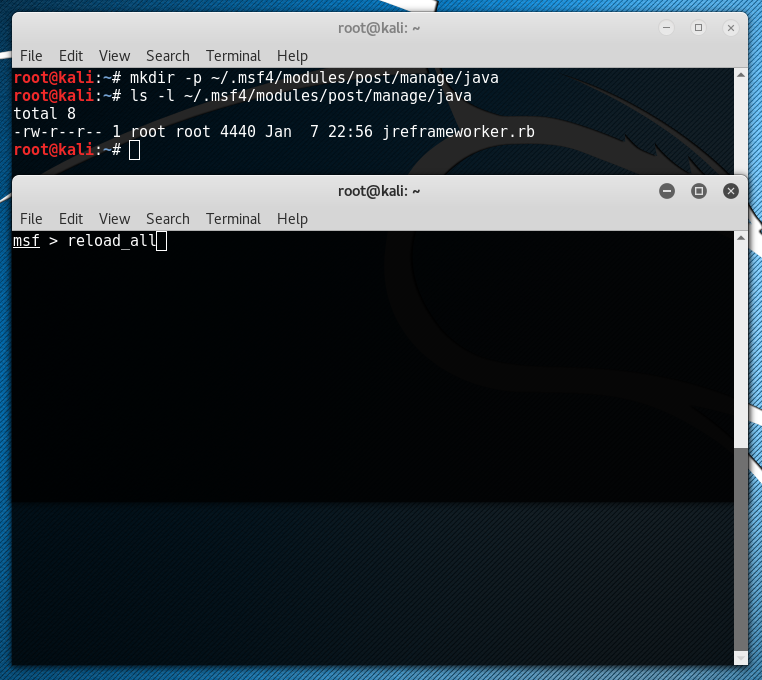 root@kali: ~
File Edit View Search Terminal Help
root@kali:~# mkdir -p ~/.msf4/modules/post/manage/java
root@kali:~# ls -l ~/.msf4/modules/post/manage/java
total 8
-rw-r--r-- 1 root root 4440 Jan  7 22:56 jreframeworker.rb
root@kali:~#
root@kali: ~
File Edit View Search Terminal Help
msf > reload_all